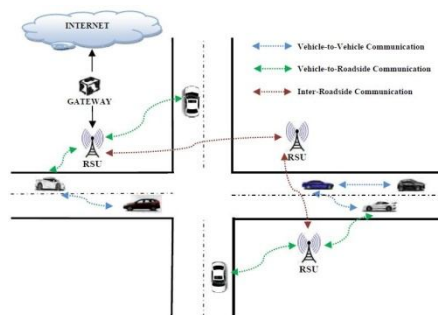 INTERNET
Vehicle-to-Vehicle Communication
Vehicle-to-Roadside Communication
Inter-Roadside Communication
GATEWAY
RSU
RSU
RSU